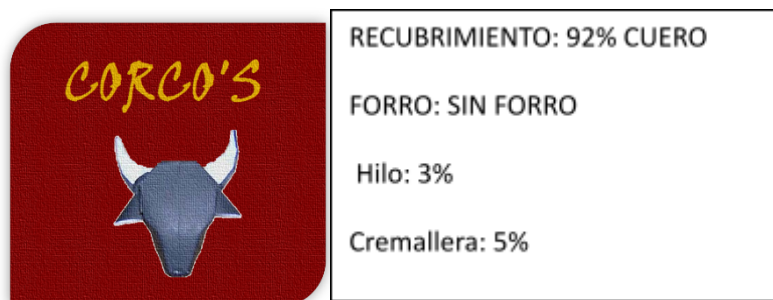 CORCO'S
RECUBRIMIENTO: 92% CUERO
FORRO: SIN FORRO
Hilo: 3%
Cremallera: 5%